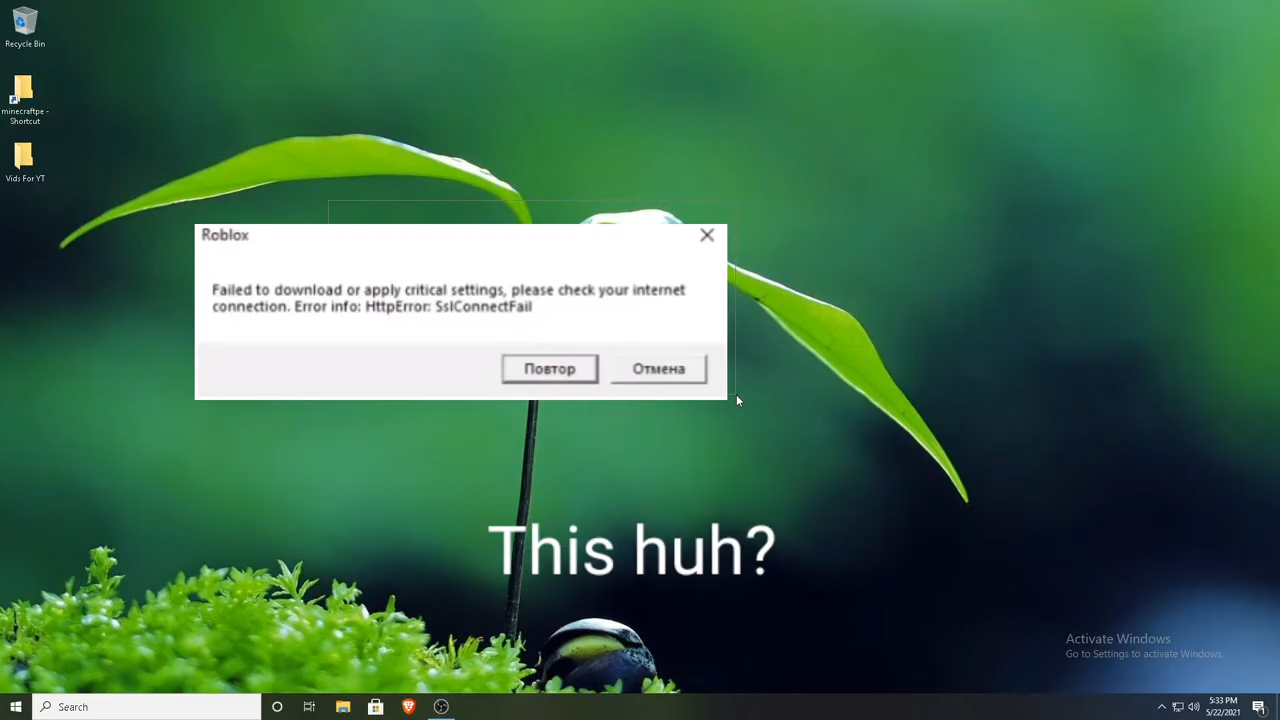 Recycle Bin
minecraftpe -
Shortcut
Vids For YT
Roblox
Failed to download or apply critical settings, please check your internet
connection. Error info: HttpError: SslConnectFail
Повтор
Отмена
This huh?
Activate Windows
Go to Settings to activate Windows.
Search
5:33 PM
5/22/2021
1